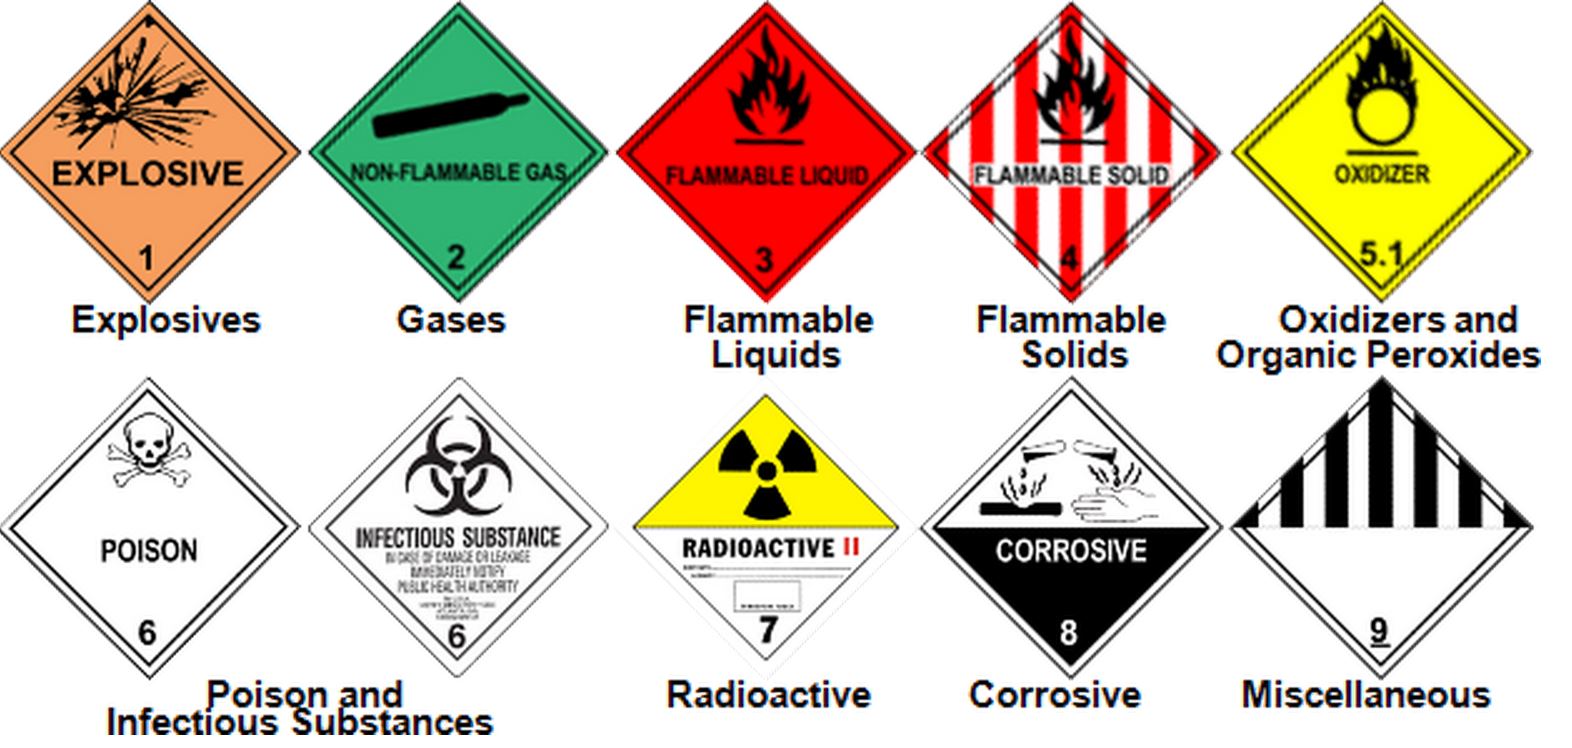 EXPLOSIVE
1
Explosives
NON-FLAMMABLE GAS
2
Gases
FLAMMABLE LIQUID
3
Flammable
Liquids
FLAMMABLE SOLID
4
Flammable
Solids
OXIDIZER
5.1
Oxidizers and
Organic Peroxides
POISON
6
INFECTIOUS SUBSTANCE
IN CASE OF DAMAGE OR LEAKAGE
IMMEDIATELY NOTIFY
PUBLIC HEALTH AUTHORITY
6
Poison and
Infectious Substances
RADIOACTIVE II
7
Radioactive
CORROSIVE
8
Corrosive
9
Miscellaneous